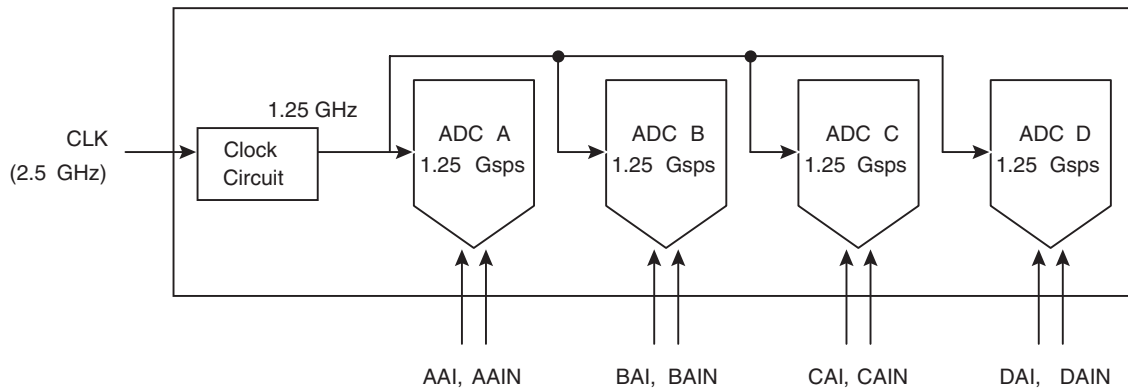 1.25 GHz
CLK
(2.5 GHz)
Clock
Circuit
ADC A
1.25 Gsps
ADC B
1.25 Gsps
ADC C
1.25 Gsps
ADC D
1.25 Gsps
AAI, AAIN
BAI, BAIN
CAI, CAIN
DAI, DAIN